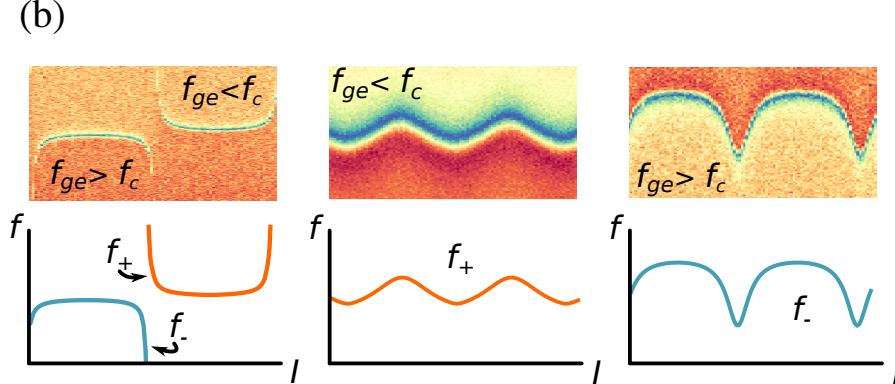 (b)
f_ge<f_c
f_ge> f_c
f_ge< f_c
f_ge> f_c
f
f_+
f_-
I
f
f_+
I
f
f_-
I